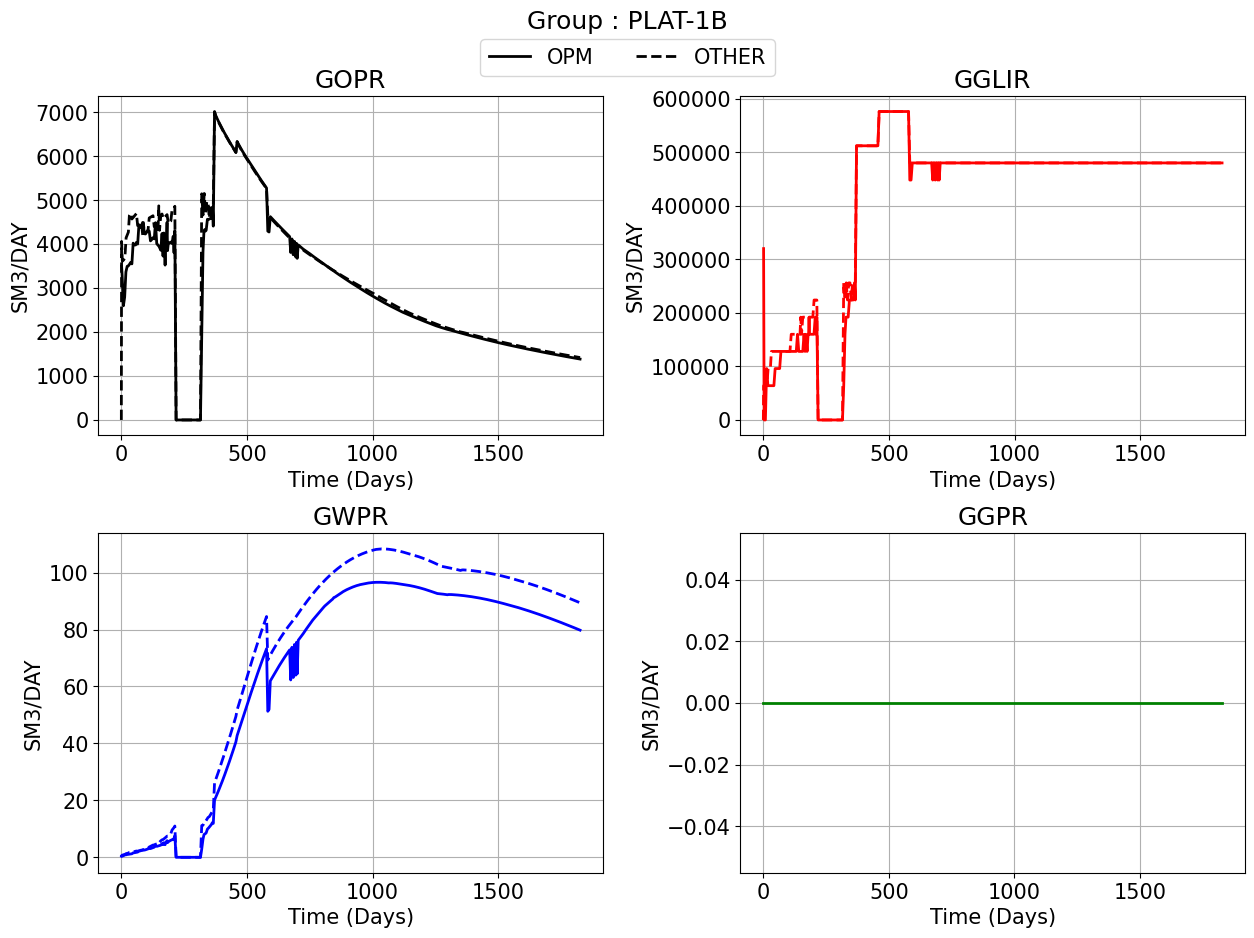 Group : PLAT-1B
OPM OTHER
GOPR
SM3/DAY
7000
6000
5000
4000
3000
2000
1000
0
0 500 1000 1500
Time (Days)
GGLIR
SM3/DAY
600000
500000
400000
300000
200000
100000
0
0 500 1000 1500
Time (Days)
GWPR
SM3/DAY
100
80
60
40
20
0
0 500 1000 1500
Time (Days)
GGPR
SM3/DAY
0.04
0.02
0.00
−0.02
−0.04
0 500 1000 1500
Time (Days)